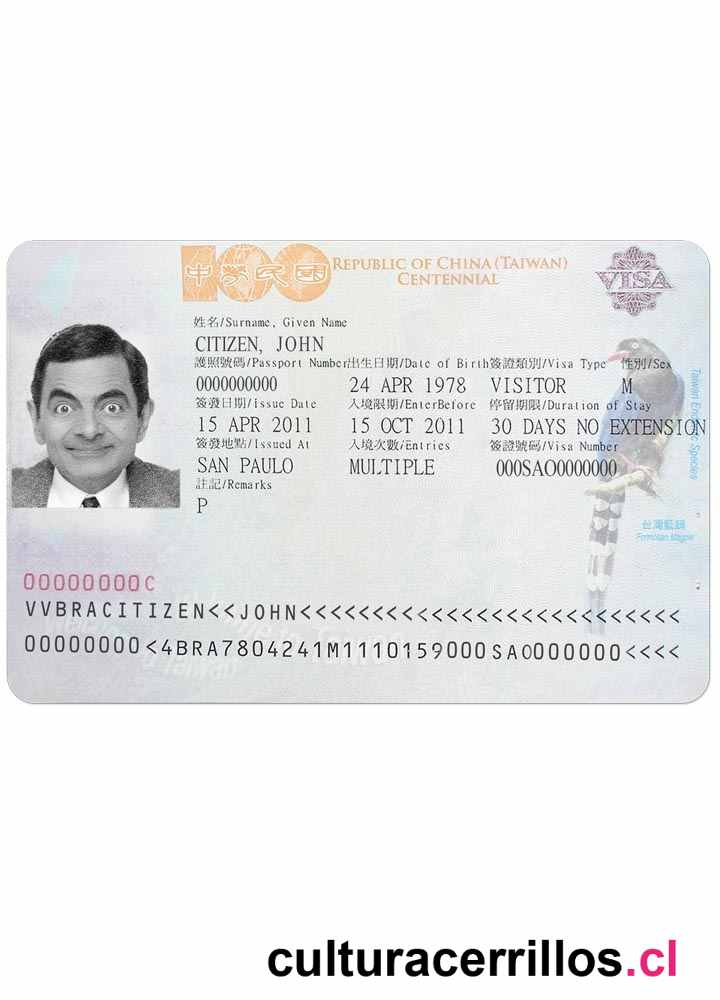 中華民國 REPUBLIC OF CHINA (TAIWAN)
CENTENNIAL
VISA
姓名/Surname, Given Name
CITIZEN, JOHN
護照號碼/Passport Number 出生日期/Date of Birth 簽證類別/Visa Type 性別/Sex
0000000000 24 APR 1978 VISITOR M
簽發日期/issue Date 入境限期/EnterBefore 停留期限/Duration of Stay
15 APR 2011 15 OCT 2011 30 DAYS NO EXTENSION
簽發地點/Issued At 入境次數/Entries 簽證號碼/Visa Number
SAN PAULO MULTIPLE 000SAO0000000
註記/Remarks
P
台灣藍鵲
Formosan Magpie
00000000C
VVBRACITIZEN<<JOHN<<<<<<<<<<<<<<<<<<<<<<<<<<
00000000<4BRA7804241M1110159000SAO000000<<<<
culturacerrillos.cl